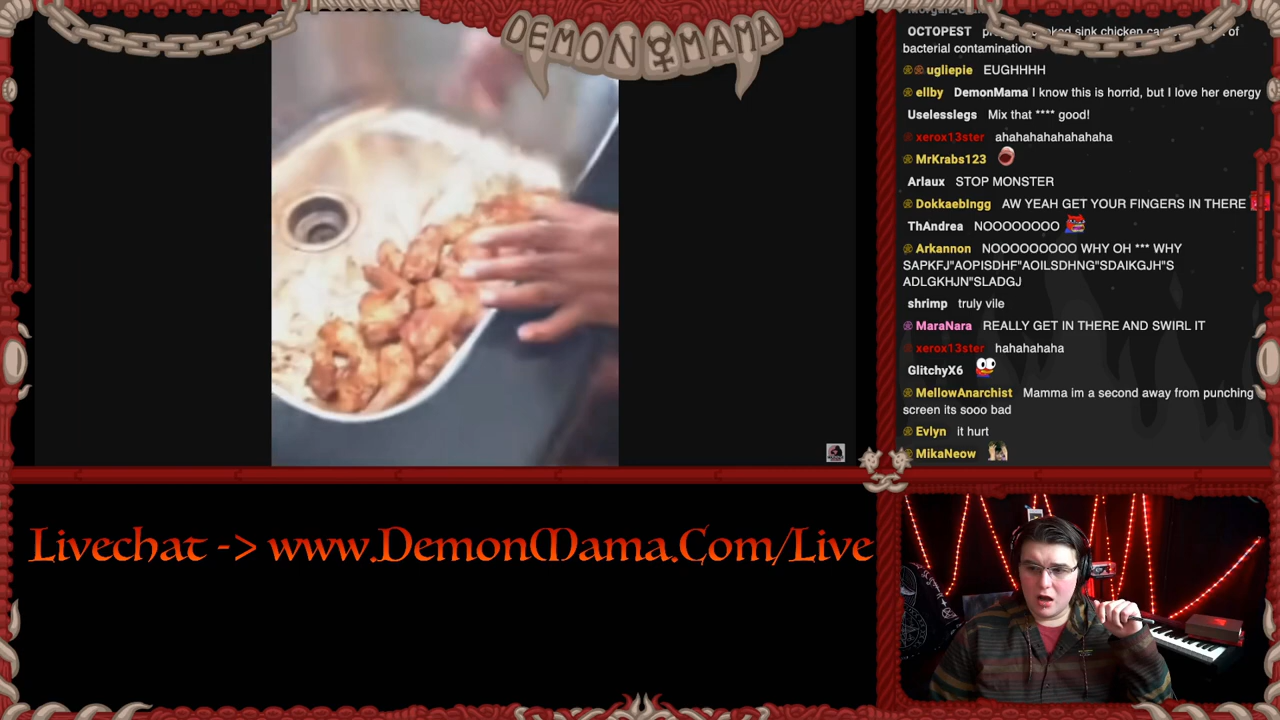 DEMON MAMA
OCTOPEST
bacterial contamination
ugliepie EUGHHHH
ellby DemonMama I know this is horrid, but I love her energy
Uselesslegs Mix that **** good!
xerox13ster ahahahahahahaha
MrKrabs123
Arlaux STOP MONSTER
DokkaebIngg AW YEAH GET YOUR FINGERS IN THERE
ThAndrea NOOOOOOOO
Arkannon NOOOOOOOOO WHY OH *** WHY
SAPKFJ"AOPISDHF"AOILSDHNG"SDAIKGJH"S
ADLGKHJN"SLADGJ
shrimp truly vile
MaraNara REALLY GET IN THERE AND SWIRL IT
xerox13ster hahahahaha
GlitchyX6
MellowAnarchist Mamma im a second away from punching
screen its sooo bad
Evlyn it hurt
MikaNeow
Livechat -> www.DemonMama.Com/Live